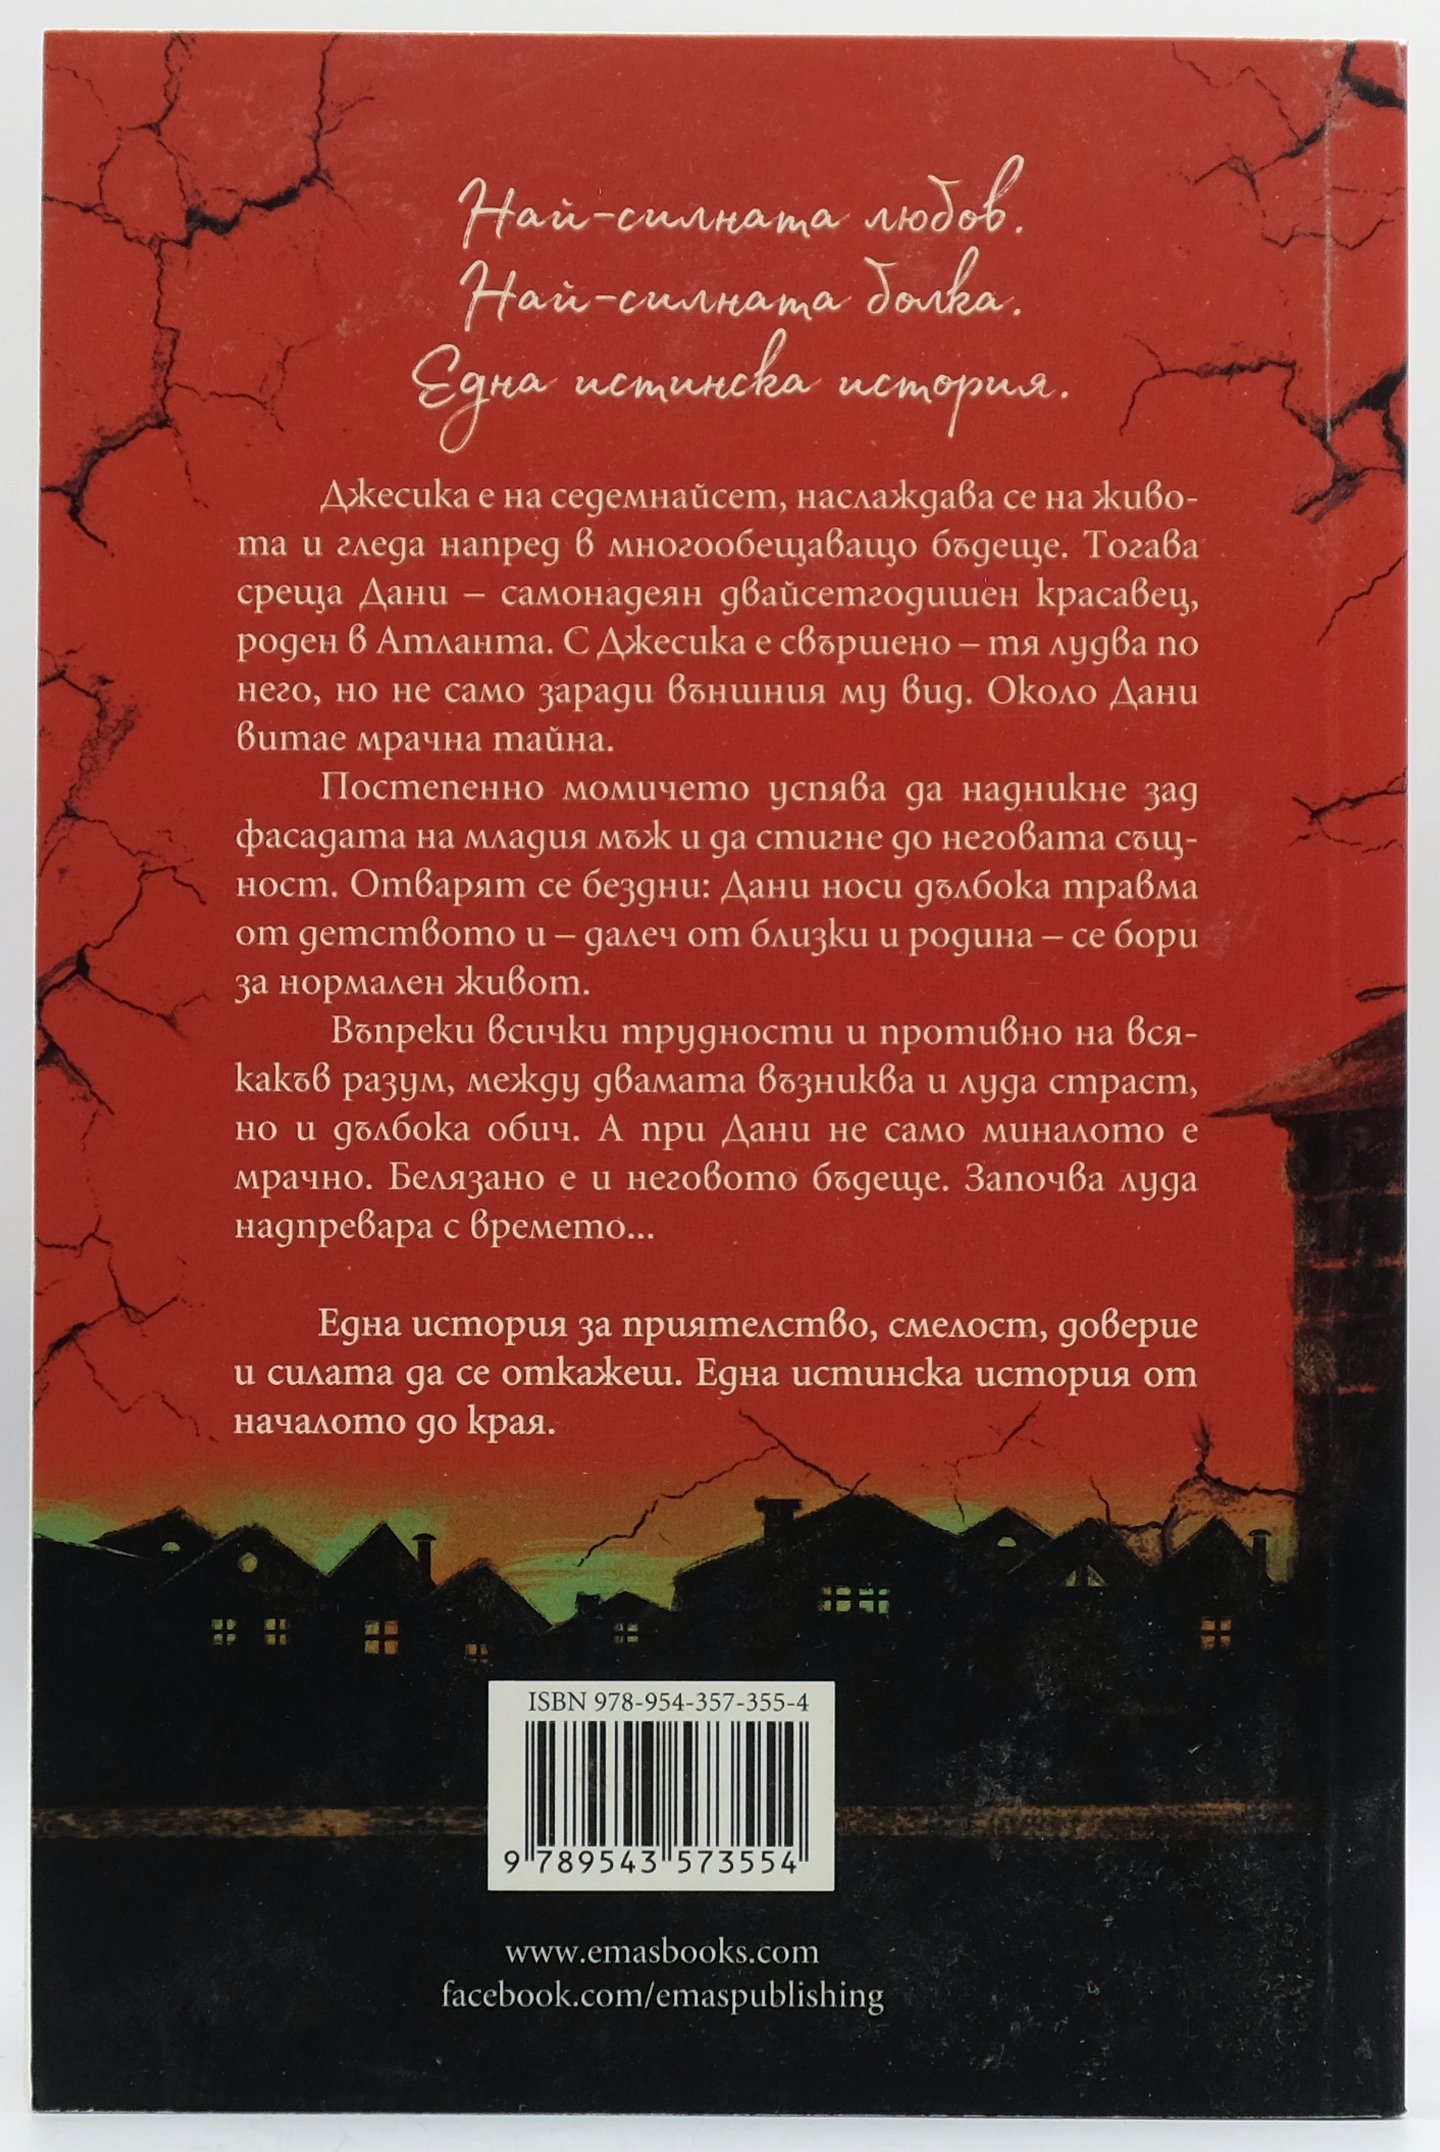 Най-силната любов.
Най-силната болка.
Една истинска история.
Джесика е на седемнайсет, наслаждава се на живо-
та и гледа напред в многообещаващо бъдеще. Тогава
среща Дани – самонадеян двайсетгодишен красавец,
роден в Атланта. С Джесика е свършено – тя лудва по
него, но не само заради външния му вид. Около Дани
витае мрачна тайна.
Постепенно момичето успява да надникне зад
фасадата на младия мъж и да стигне до неговата същ-
ност. Отварят се бездни: Дани носи дълбока травма
от детството и – далеч от близки и родина – се бори
за нормален живот.
Въпреки всички трудности и противно на вся-
какъв разум, между двамата възниква и луда страст,
но и дълбока обич. А при Дани не само миналото е
мрачно. Белязано е и неговото бъдеще. Започва луда
надпревара с времето...
Една история за приятелство, смелост, доверие
и силата да се откажеш. Една истинска история от
началото до края.
ISBN 978-954-357-355-4
9 789543 573554
www.emasbooks.com
facebook.com/emaspublishing